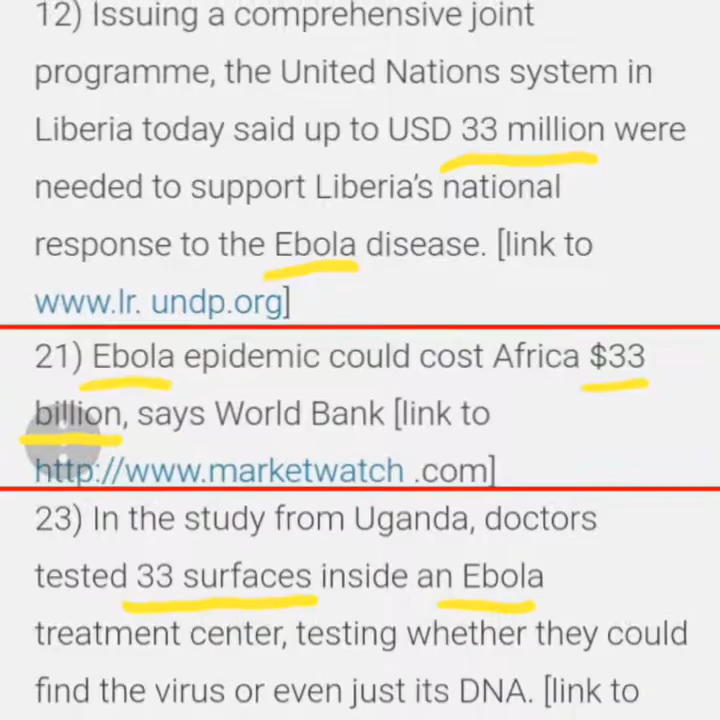 12) Issuing a comprehensive joint
programme, the United Nations system in
Liberia today said up to USD 33 million were
needed to support Liberia's national
response to the Ebola disease. [link to
www.lr. undp.org]
21) Ebola epidemic could cost Africa $33
billion, says World Bank [link to
http://www.marketwatch .com]
23) In the study from Uganda, doctors
tested 33 surfaces inside an Ebola
treatment center, testing whether they could
find the virus or even just its DNA. [link to